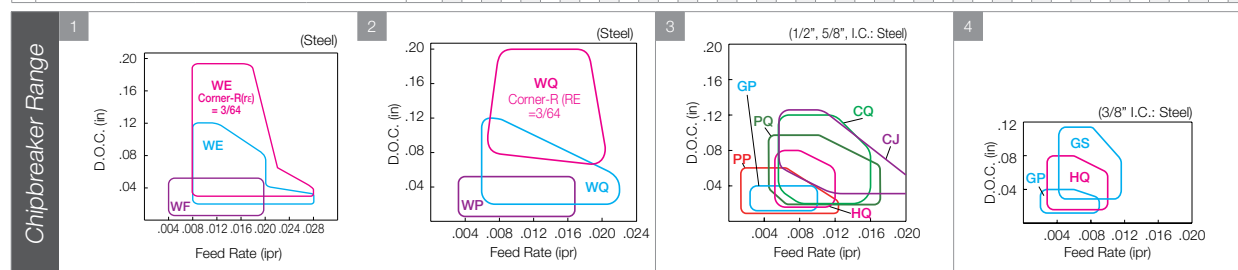 Chipbreaker Range
1
(Steel)
.20
.16
.12
.08
.04
D.O.C. (in)
WE
Corner-R(rε)
= 3/64
WE
WF
.004 .008 .012 .016 .020 .024 .028
Feed Rate (ipr)
2
(Steel)
.20
.16
.12
.08
.04
D.O.C. (in)
WQ
Corner-R (RE
=3/64
WQ
WP
.004 .008 .012 .016 .020 .024
Feed Rate (ipr)
3
(1/2", 5/8", I.C.: Steel)
.20
.16
.12
.08
.04
D.O.C. (in)
GP
PQ
PP
CQ
CJ
HQ
.004 .008 .012 .016 .020
Feed Rate (ipr)
4
(3/8" I.C.: Steel)
.12
.08
.04
D.O.C. (in)
GS
HQ
GP
.004 .008 .012 .016 .020
Feed Rate (ipr)